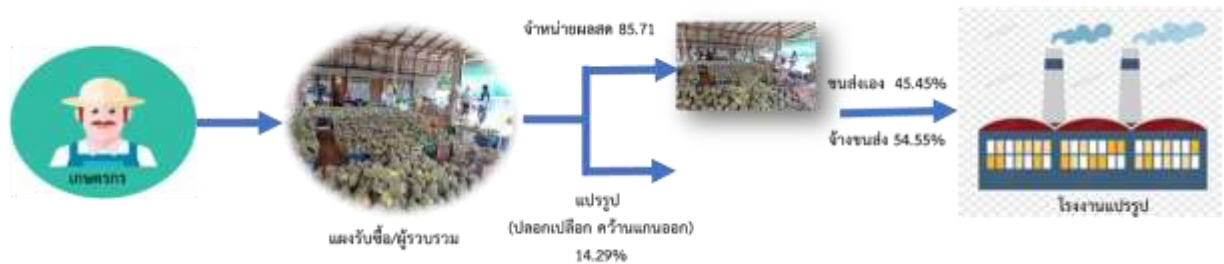 เกษตรกร
แผงรับซื้อ/ผู้รวบรวม
จำหน่ายผลสด 85.71
แปรรูป
(ปลอกเปลือก คว้านแกนออก)
14.29%
ขนส่งเอง 45.45%
จ้างขนส่ง 54.55%
โรงงานแปรรูป